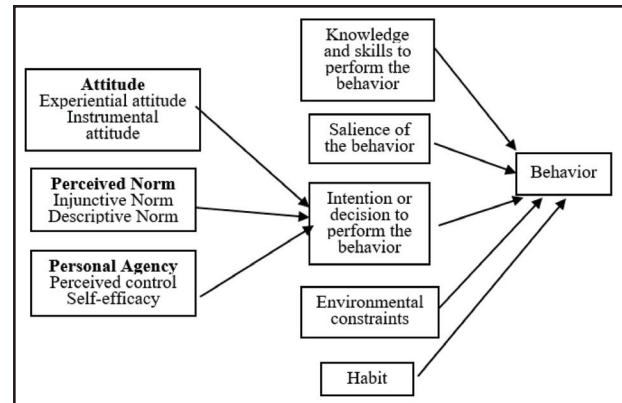 Attitude
Experiential attitude
Instrumental
attitude
Perceived Norm
Injunctive Norm
Descriptive Norm
Personal Agency
Perceived control
Self-efficacy
Knowledge
and skills to
perform the
behavior
Salience of
the behavior
Intention or
decision to
perform the
behavior
Environmental
constraints
Habit
Behavior